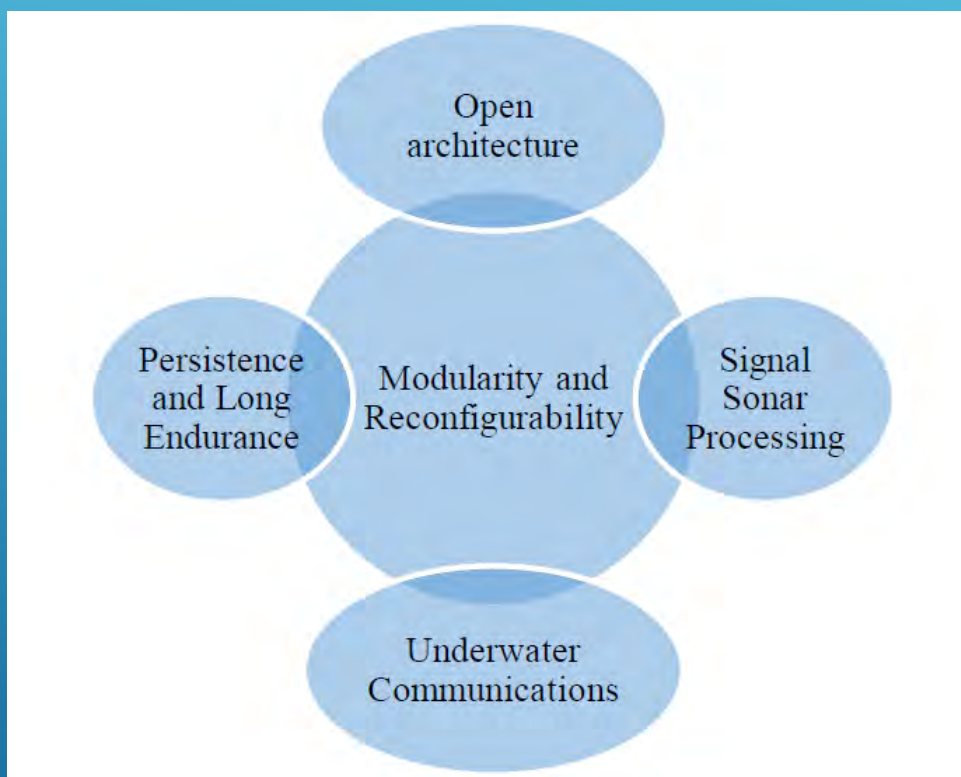 Open
architecture
Persistence
and Long
Endurance
Modularity and
Reconfigurability
Signal
Sonar
Processing
Underwater
Communications